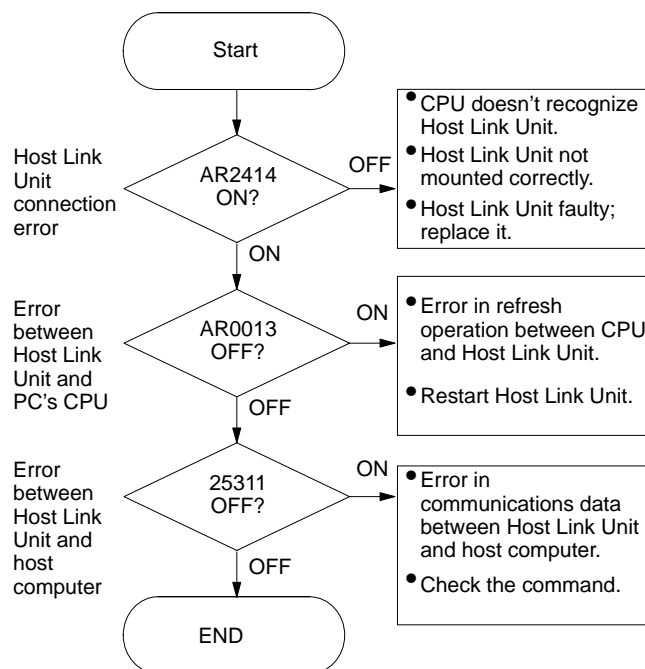 Start
Host Link
Unit
connection
error
AR2414
ON?
OFF
• CPU doesn't recognize
Host Link Unit.
• Host Link Unit not
mounted correctly.
• Host Link Unit faulty;
replace it.
ON
Error
between
Host Link
Unit and
PC's CPU
AR0013
OFF?
ON
• Error in refresh
operation between CPU
and Host Link Unit.
• Restart Host Link Unit.
OFF
Error
between
Host Link
Unit and
host
computer
25311
OFF?
ON
• Error in
communications data
between Host Link Unit
and host computer.
• Check the command.
OFF
END